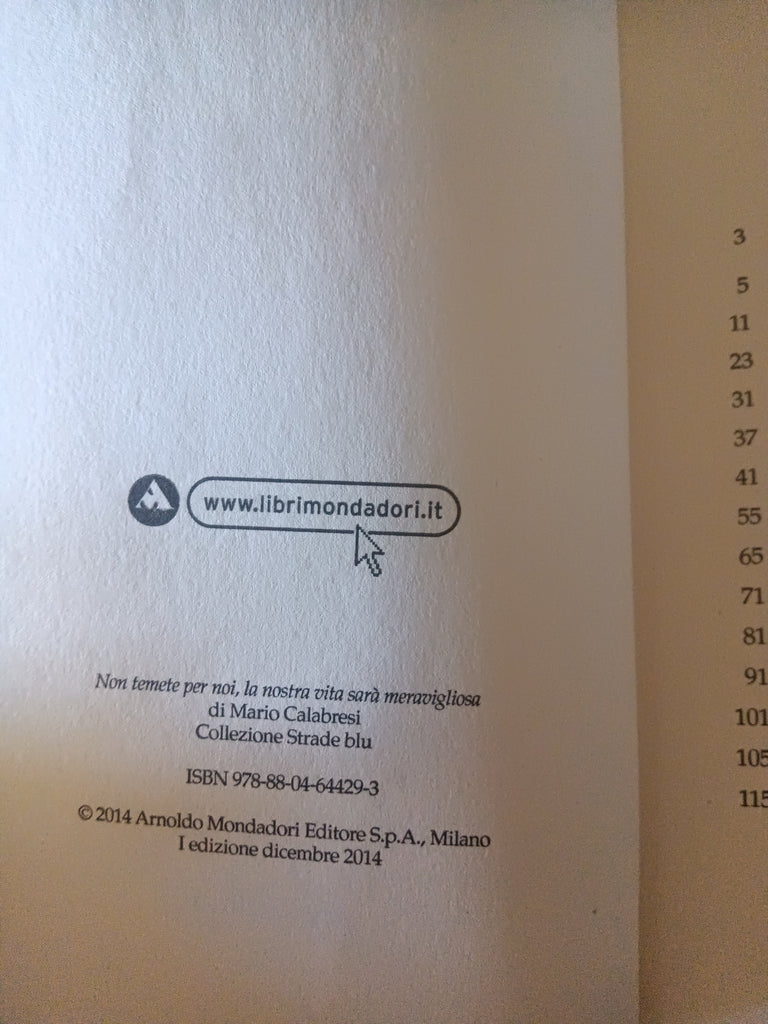 www.librimondadori.it
Non temete per noi, la nostra vita sarà meravigliosa
di Mario Calabresi
Collezione Strade blu
ISBN 978-88-04-64429-3
© 2014 Arnoldo Mondadori Editore S.p.A., Milano
I edizione dicembre 2014
3
5
11
23
31
37
41
55
65
71
81
91
101
105
115